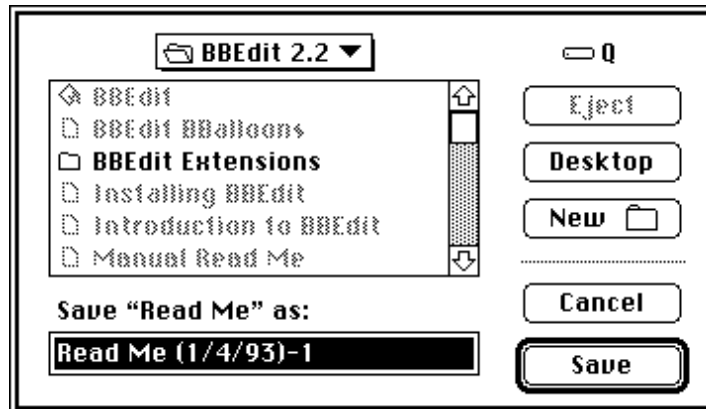 BBEdit 2.2
Q
BBEdit
BBEdit BBalloons
BBEdit Extensions
Installing BBEdit
Introduction to BBEdit
Manual Read Me
Eject
Desktop
New
Save “Read Me” as:
Read Me (1/4/93)-1
Cancel
Save